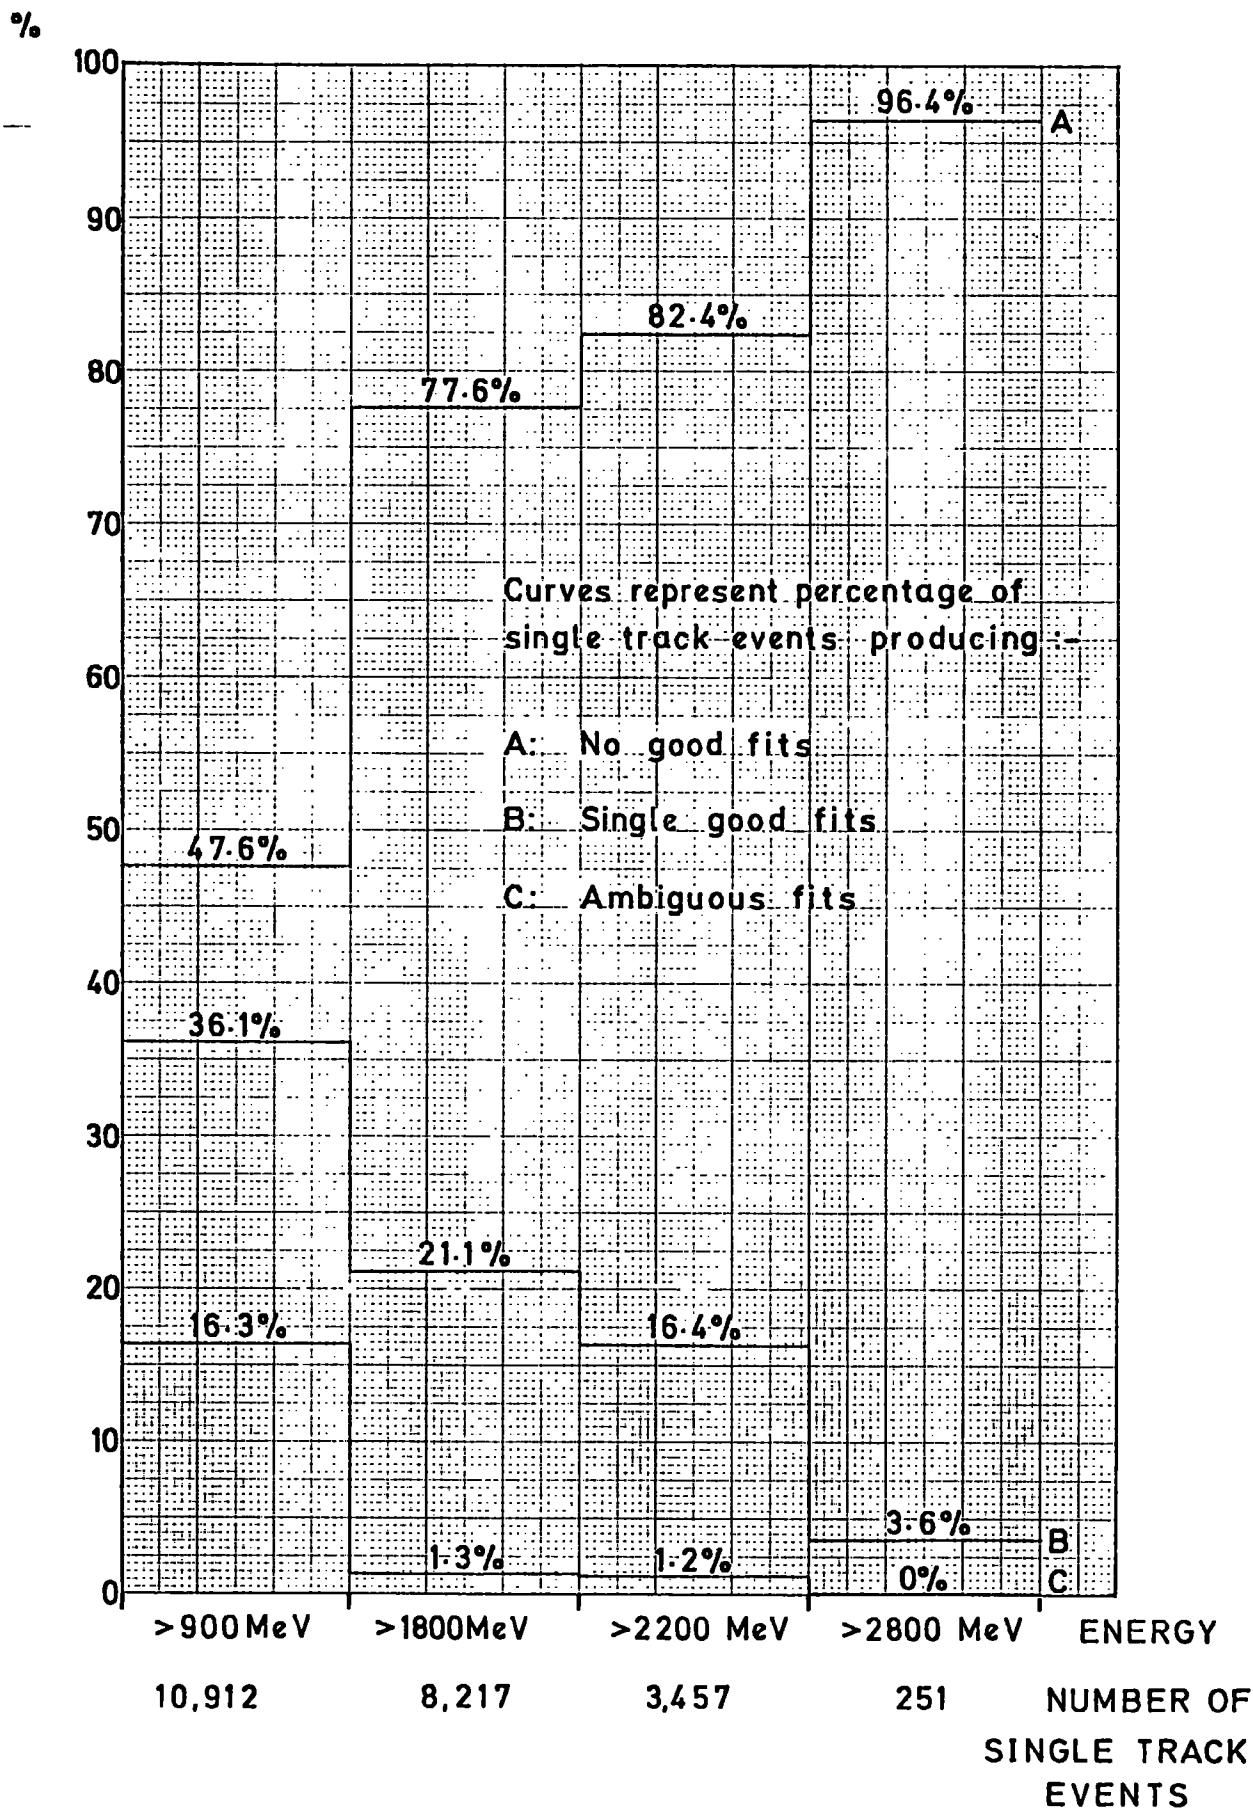 %
100
96.4%
A
90
82.4%
80
77.6%
70
Curves represent percentage of
single track events producing :-
60
A: No good fits
B: Single good fits
50
47.6%
C: Ambiguous fits
40
36.1%
30
21.1%
20
16.3%
16.4%
10
3.6%
B
1.3%
1.2%
0%
C
0
>900 MeV >1800MeV >2200 MeV >2800 MeV ENERGY
10,912 8,217 3,457 251 NUMBER OF
SINGLE TRACK
EVENTS